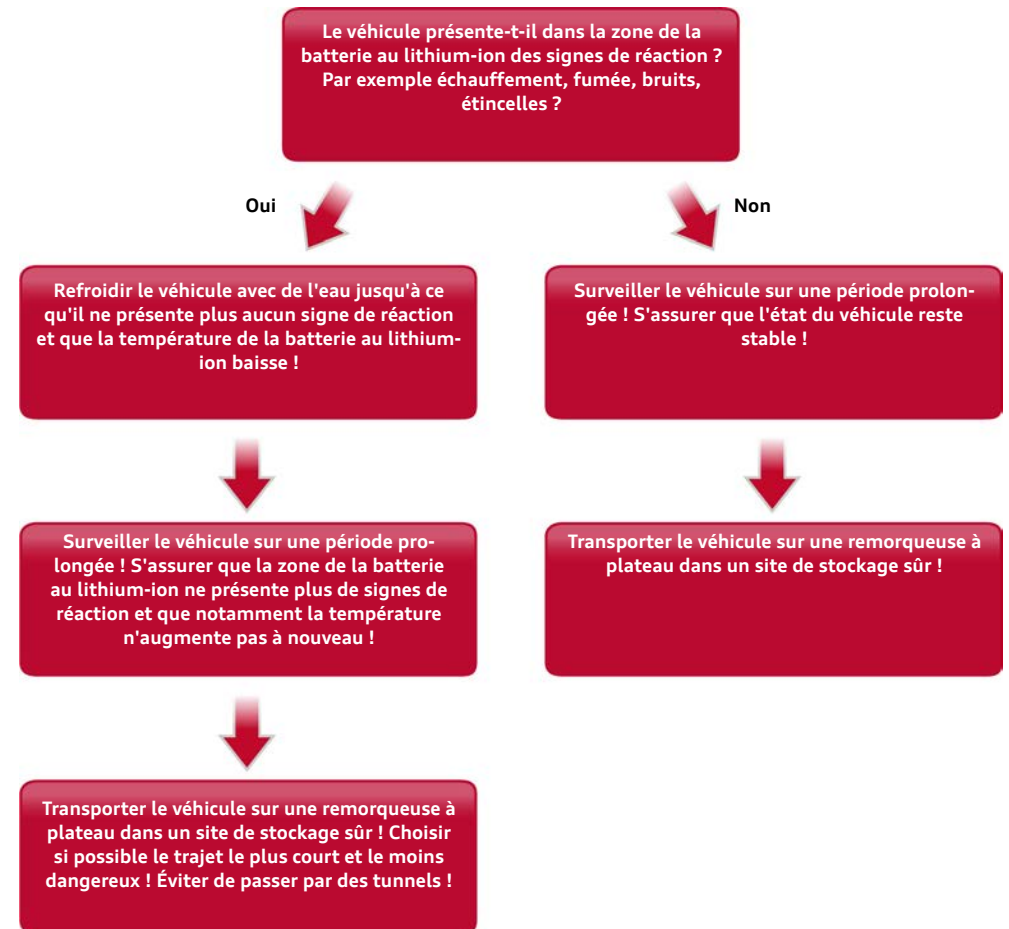 Le véhicule présente-t-il dans la zone de la
batterie au lithium-ion des signes de réaction ?
Par exemple échauffement, fumée, bruits,
étincelles ?
Oui
Non
Refroidir le véhicule avec de l'eau jusqu'à ce
qu'il ne présente plus aucun signe de réaction
et que la température de la batterie au lithium-
ion baisse !
Surveiller le véhicule sur une période prolon-
gée ! S'assurer que l'état du véhicule reste
stable !
Surveiller le véhicule sur une période pro-
longée ! S'assurer que la zone de la batterie
au lithium-ion ne présente plus de signes de
réaction et que notamment la température
n'augmente pas à nouveau !
Transporter le véhicule sur une remorqueuse à
plateau dans un site de stockage sûr !
Transporter le véhicule sur une remorqueuse à
plateau dans un site de stockage sûr ! Choisir
si possible le trajet le plus court et le moins
dangereux ! Éviter de passer par des tunnels !